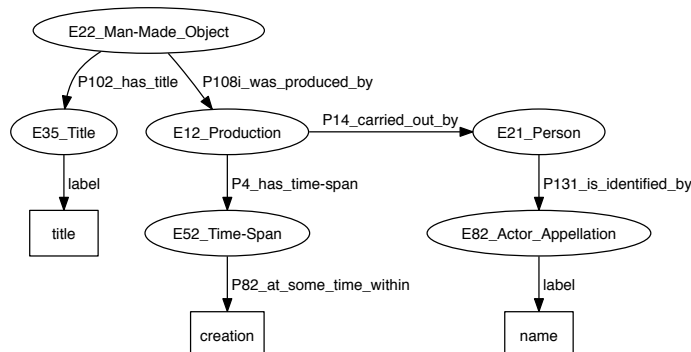 E22_Man-Made_Object
P102_has_title
P108i_was_produced_by
E35_Title
E12_Production
P14_carried_out_by
E21_Person
label
P4_has_time-span
P131_is_identified_by
title
E52_Time-Span
E82_Actor_Appellation
P82_at_some_time_within
label
creation
name